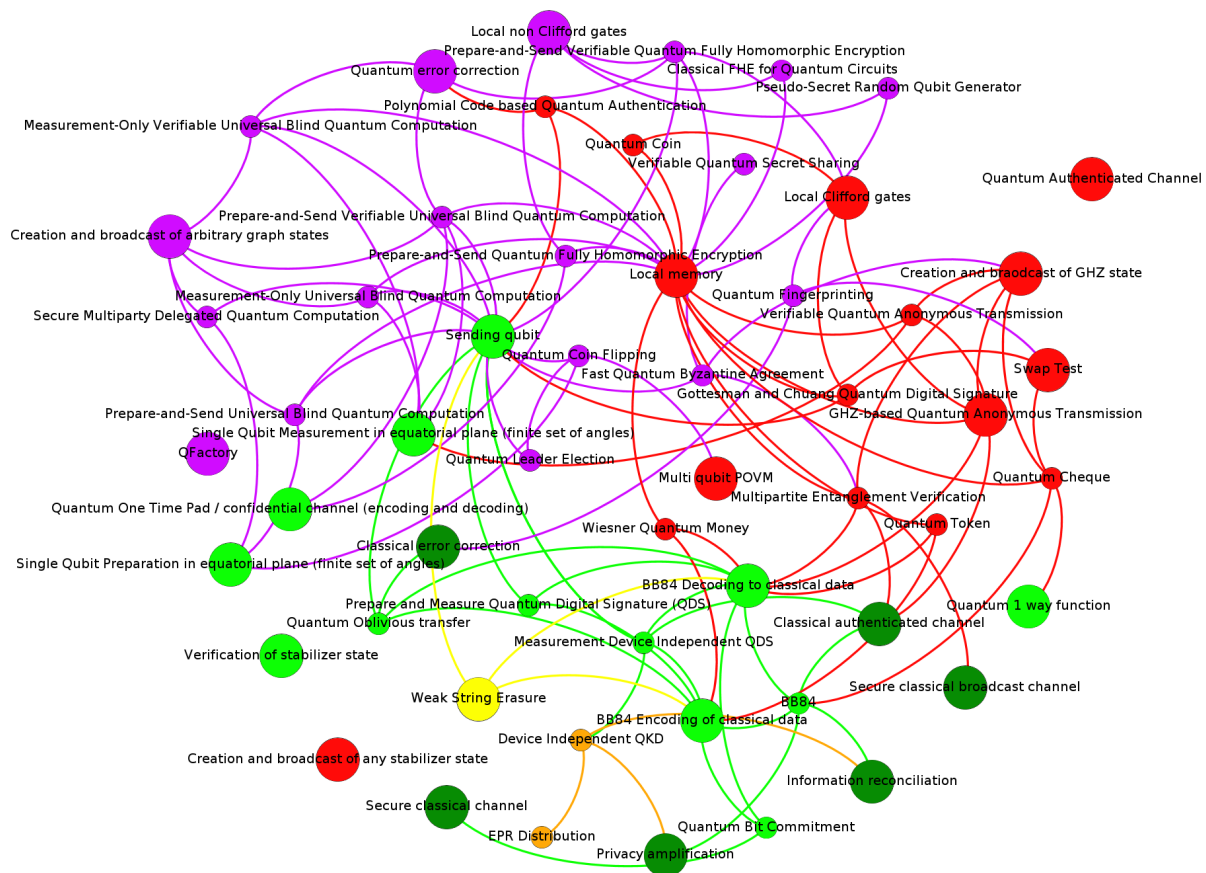 Local non Clifford gates
Prepare-and-Send Verifiable Quantum Fully Homomorphic Encryption
Quantum error correction
Classical FHE for Quantum Circuits
Pseudo-Secret Random Qubit Generator
Polynomial Code based Quantum Authentication
Measurement-Only Verifiable Universal Blind Quantum Computation
Quantum Coin
Verifiable Quantum Secret Sharing
Quantum Authenticated Channel
Local Clifford gates
Prepare-and-Send Verifiable Universal Blind Quantum Computation
Creation and broadcast of arbitrary graph states
Prepare-and-Send Quantum Fully Homomorphic Encryption
Local memory
Creation and braodcast of GHZ state
Measurement-Only Universal Blind Quantum Computation
Quantum Fingerprinting
Secure Multiparty Delegated Quantum Computation
Verifiable Quantum Anonymous Transmission
Sending qubit
Quantum Coin Flipping
Fast Quantum Byzantine Agreement
Swap Test
Gottesman and Chuang Quantum Digital Signature
Prepare-and-Send Universal Blind Quantum Computation
GHZ-based Quantum Anonymous Transmission
Single Qubit Measurement in equatorial plane (finite set of angles)
QFactory
Quantum Leader Election
Multi qubit POVM
Quantum Cheque
Multipartite Entanglement Verification
Quantum One Time Pad / confidential channel (encoding and decoding)
Wiesner Quantum Money
Quantum Token
Classical error correction
Single Qubit Preparation in equatorial plane (finite set of angles)
BB84 Decoding to classical data
Prepare and Measure Quantum Digital Signature (QDS)
Quantum 1 way function
Quantum Oblivious transfer
Classical authenticated channel
Measurement Device Independent QDS
Verification of stabilizer state
Secure classical broadcast channel
Weak String Erasure
BB84
BB84 Encoding of classical data
Device Independent QKD
Creation and broadcast of any stabilizer state
Information reconciliation
Secure classical channel
Quantum Bit Commitment
EPR Distribution
Privacy amplification